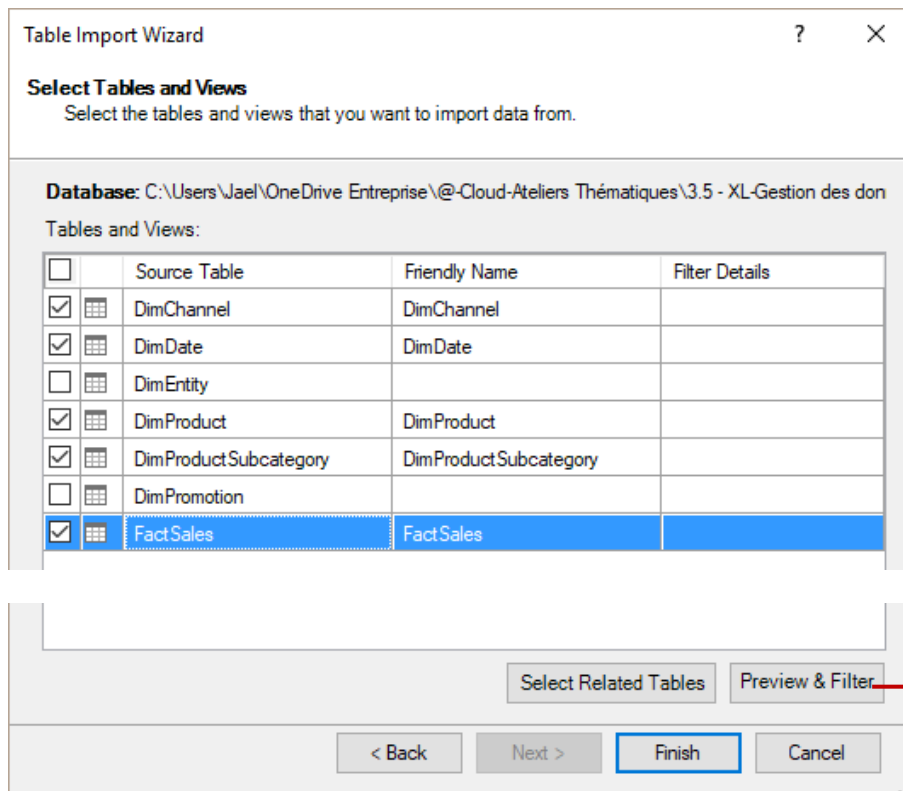 Table Import Wizard ? ✕
Select Tables and Views
Select the tables and views that you want to import data from.
Database: C:\Users\Jael\OneDrive Entreprise\@-Cloud-Ateliers Thématiques\3.5 - XL-Gestion des don
Tables and Views:
Source Table Friendly Name Filter Details
DimChannel DimChannel
DimDate DimDate
DimEntity
DimProduct DimProduct
DimProductSubcategory DimProductSubcategory
DimPromotion
FactSales FactSales
Select Related Tables Preview & Filter
< Back Next > Finish Cancel